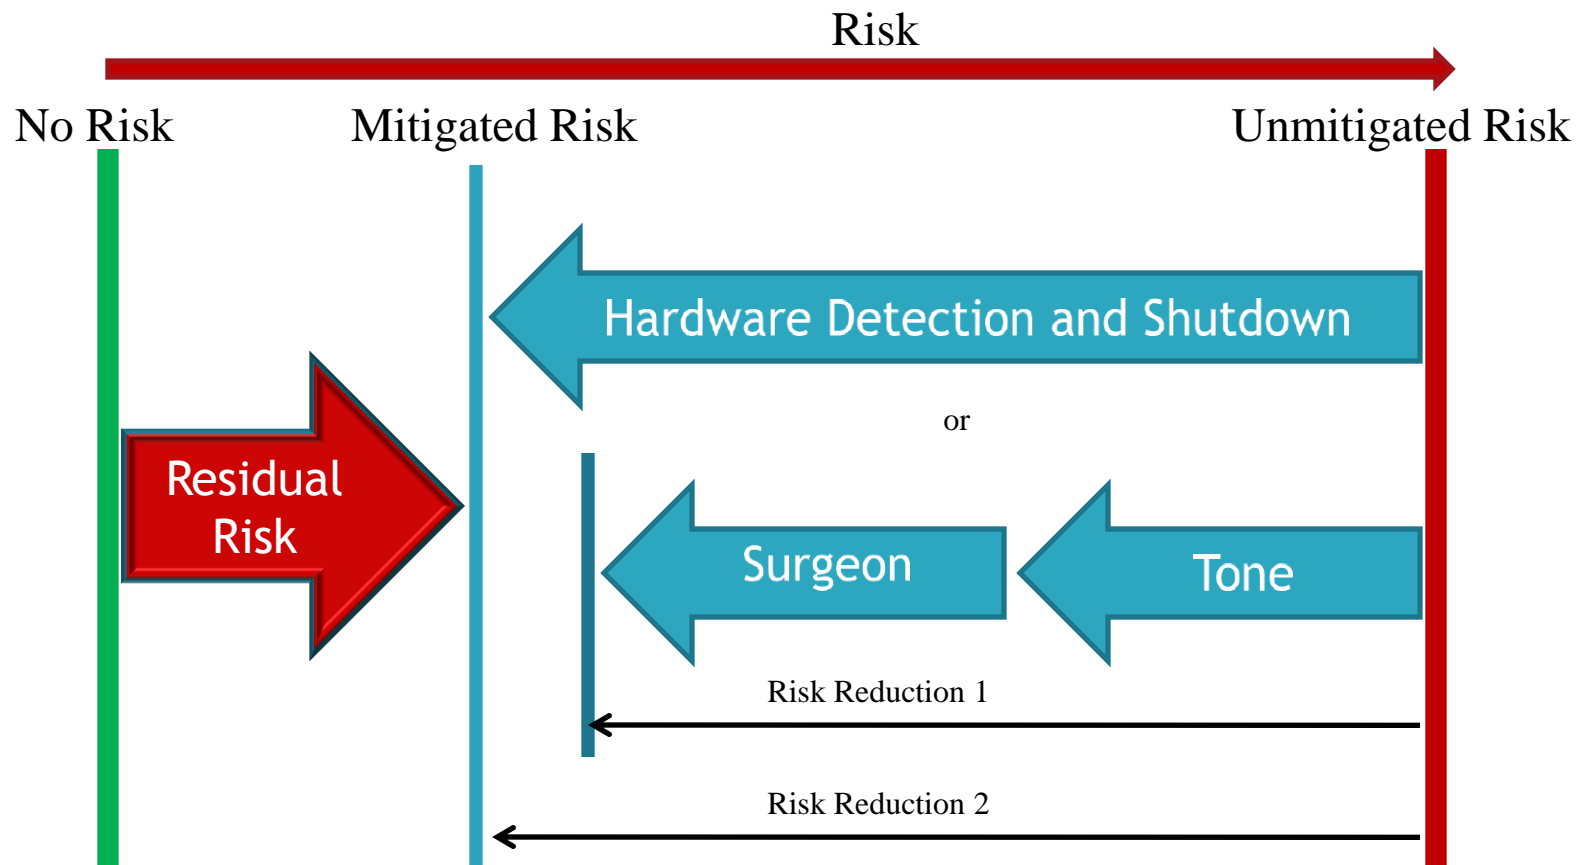 Risk
No Risk
Mitigated Risk
Unmitigated Risk
Hardware Detection and Shutdown
or
Residual
Risk
Surgeon
Tone
Risk Reduction 1
Risk Reduction 2